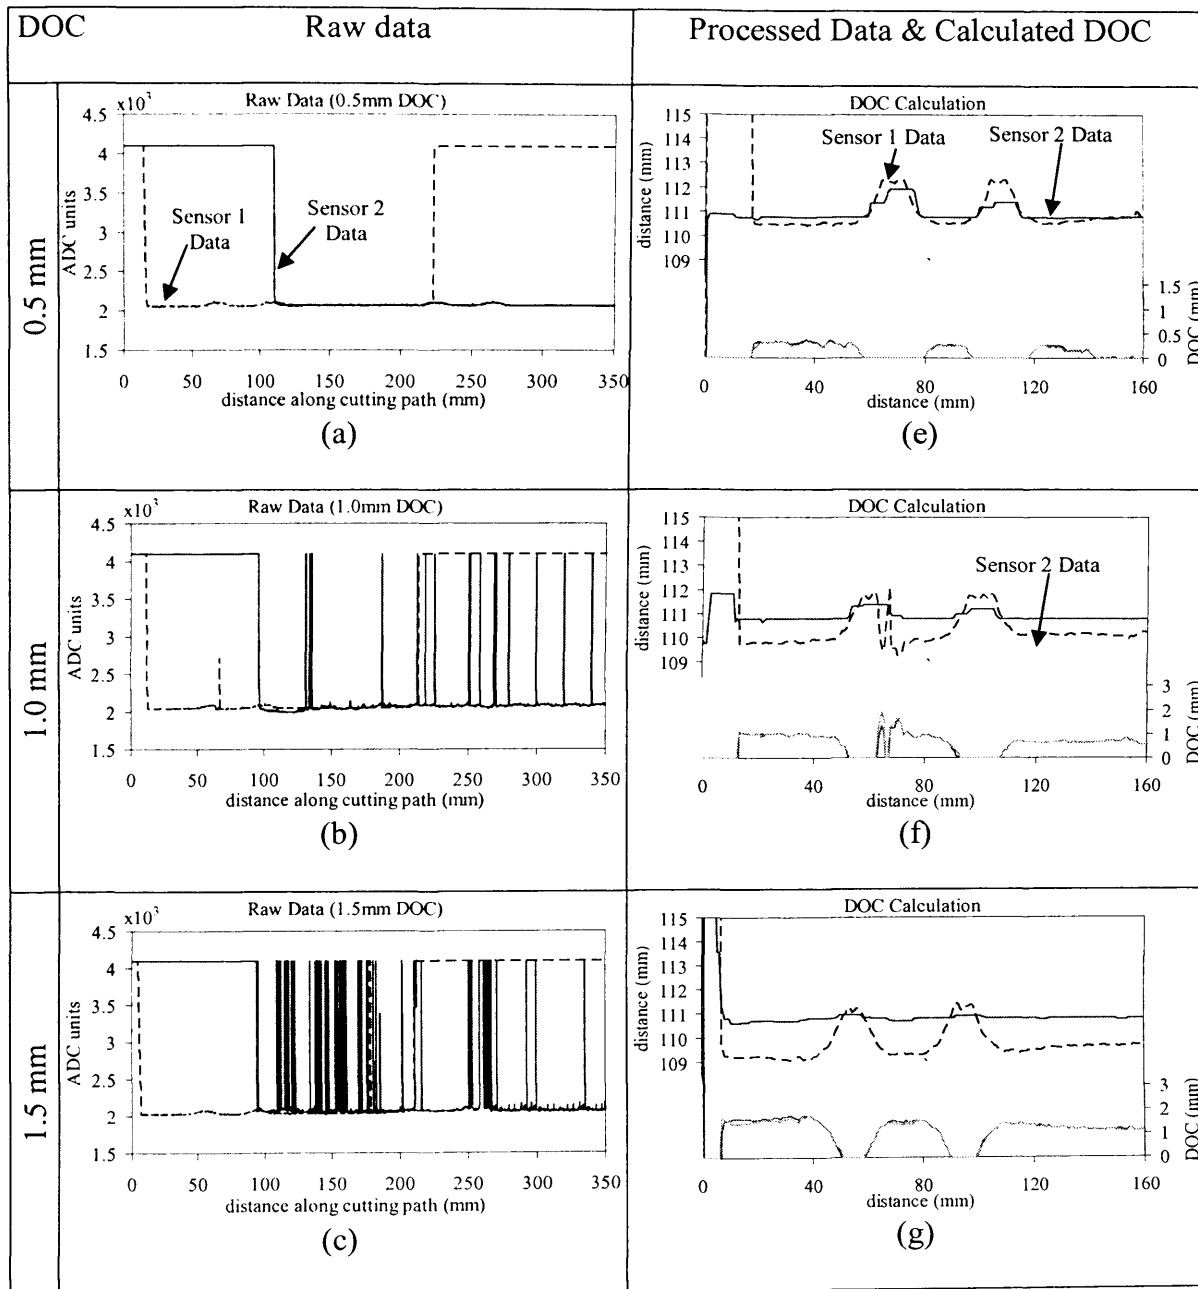 DOC Raw data Processed Data & Calculated DOC
0.5 mm
Raw Data (0.5mm DOC)
x10³
4.5
4
3.5
3
2.5
2
1.5
ADC units
Sensor 1
Data
Sensor 2
Data
0 50 100 150 200 250 300 350
distance along cutting path (mm)
(a)
DOC Calculation
115
114
113
112
111
110
109
distance (mm)
Sensor 1 Data
Sensor 2 Data
1.5
1
0.5
0
DOC (mm)
0 40 80 120 160
distance (mm)
(e)
1.0 mm
Raw Data (1.0mm DOC)
x10³
4.5
4
3.5
3
2.5
2
1.5
ADC units
0 50 100 150 200 250 300 350
distance along cutting path (mm)
(b)
DOC Calculation
115
114
113
112
111
110
109
distance (mm)
Sensor 2 Data
3
2
1
0
DOC (mm)
0 40 80 120 160
distance (mm)
(f)
1.5 mm
Raw Data (1.5mm DOC)
x10³
4.5
4
3.5
3
2.5
2
1.5
ADC units
0 50 100 150 200 250 300 350
distance along cutting path (mm)
(c)
DOC Calculation
115
114
113
112
111
110
109
distance (mm)
3
2
1
0
DOC (mm)
0 40 80 120 160
distance (mm)
(g)